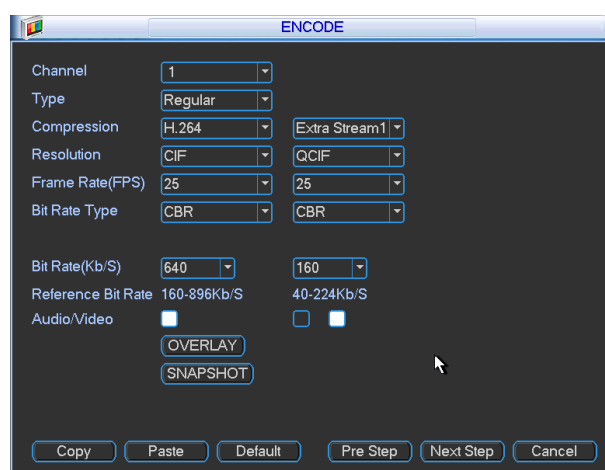 ENCODE
Channel 1
Type Regular
Compression H.264 Extra Stream1
Resolution CIF QCIF
Frame Rate(FPS) 25 25
Bit Rate Type CBR CBR
Bit Rate(Kb/S) 640 160
Reference Bit Rate 160-896Kb/S 40-224Kb/S
Audio/Video
OVERLAY
SNAPSHOT
Copy Paste Default Pre Step Next Step Cancel